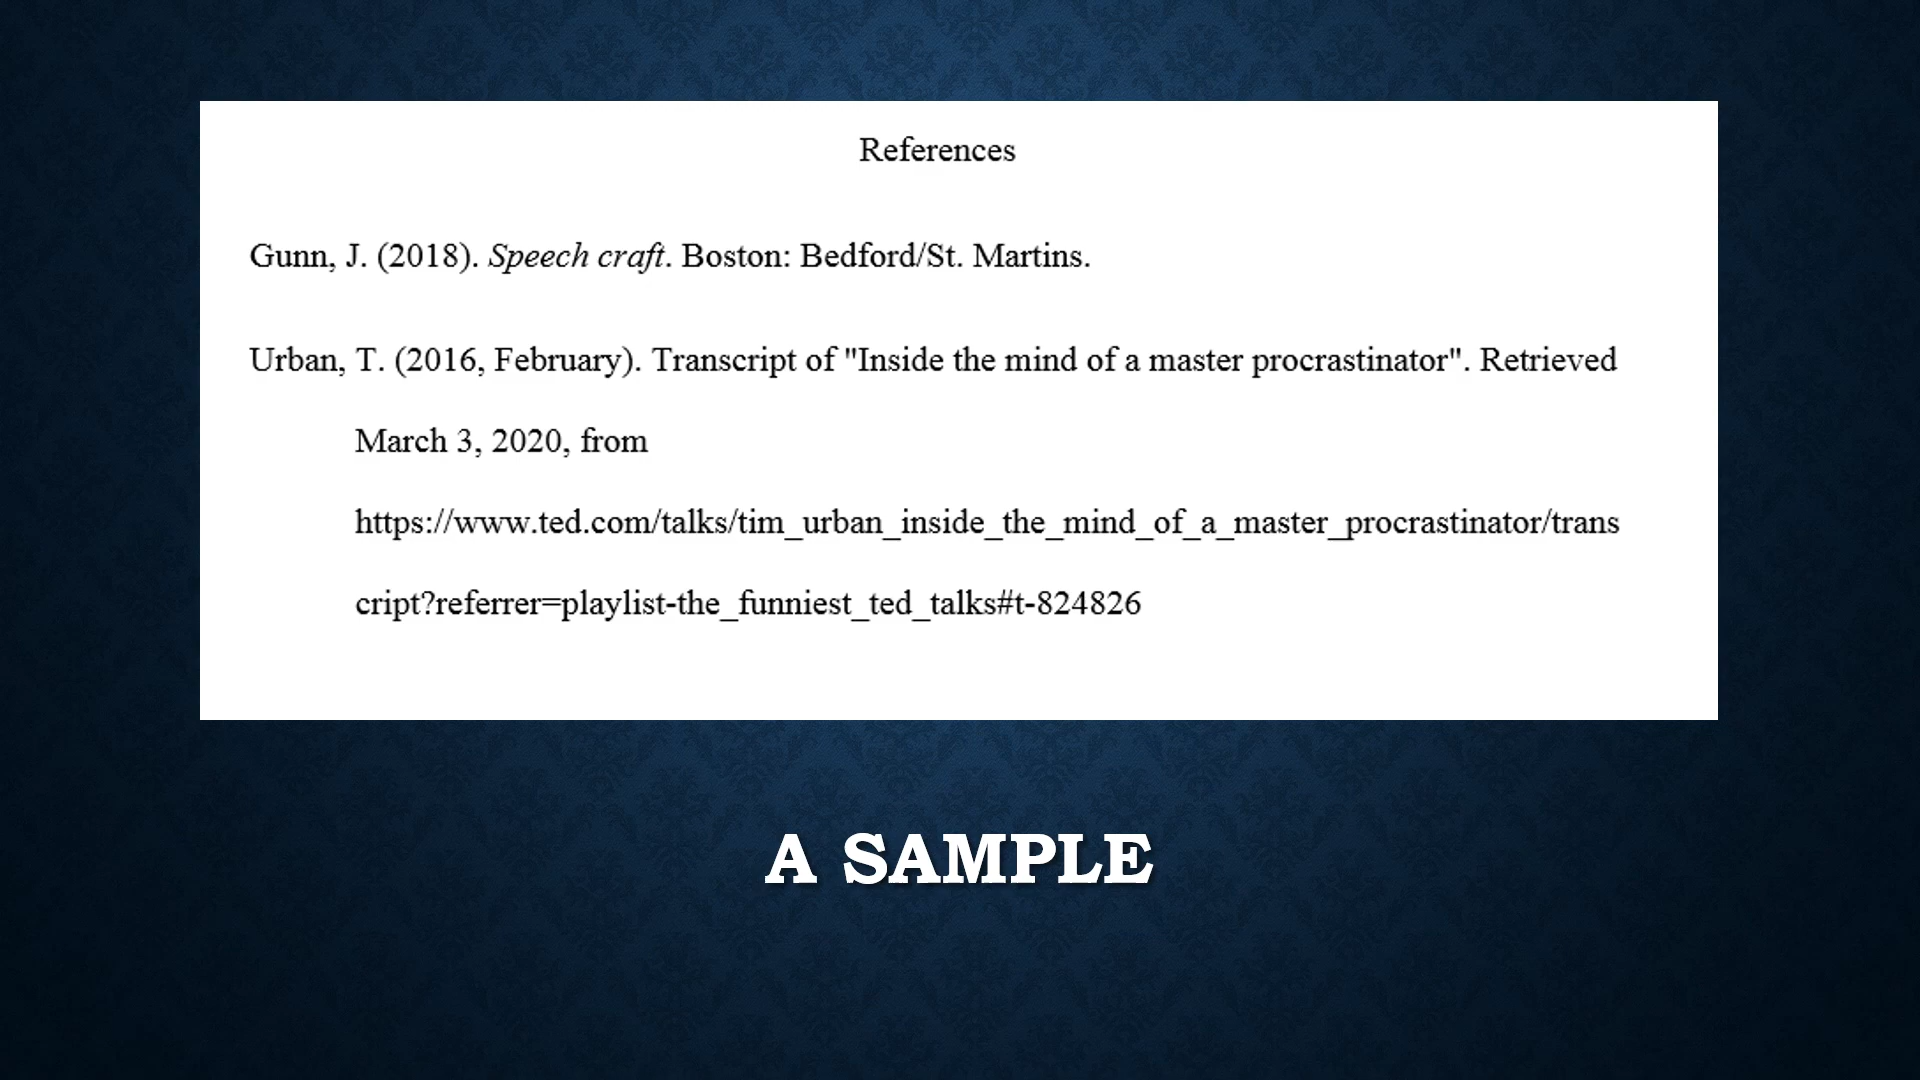 References
Gunn, J. (2018). Speech craft. Boston: Bedford/St. Martins.
Urban, T. (2016, February). Transcript of "Inside the mind of a master procrastinator". Retrieved
March 3, 2020, from
https://www.ted.com/talks/tim_urban_inside_the_mind_of_a_master_procrastinator/trans
cript?referrer=playlist-the_funniest_ted_talks#t-824826
A SAMPLE